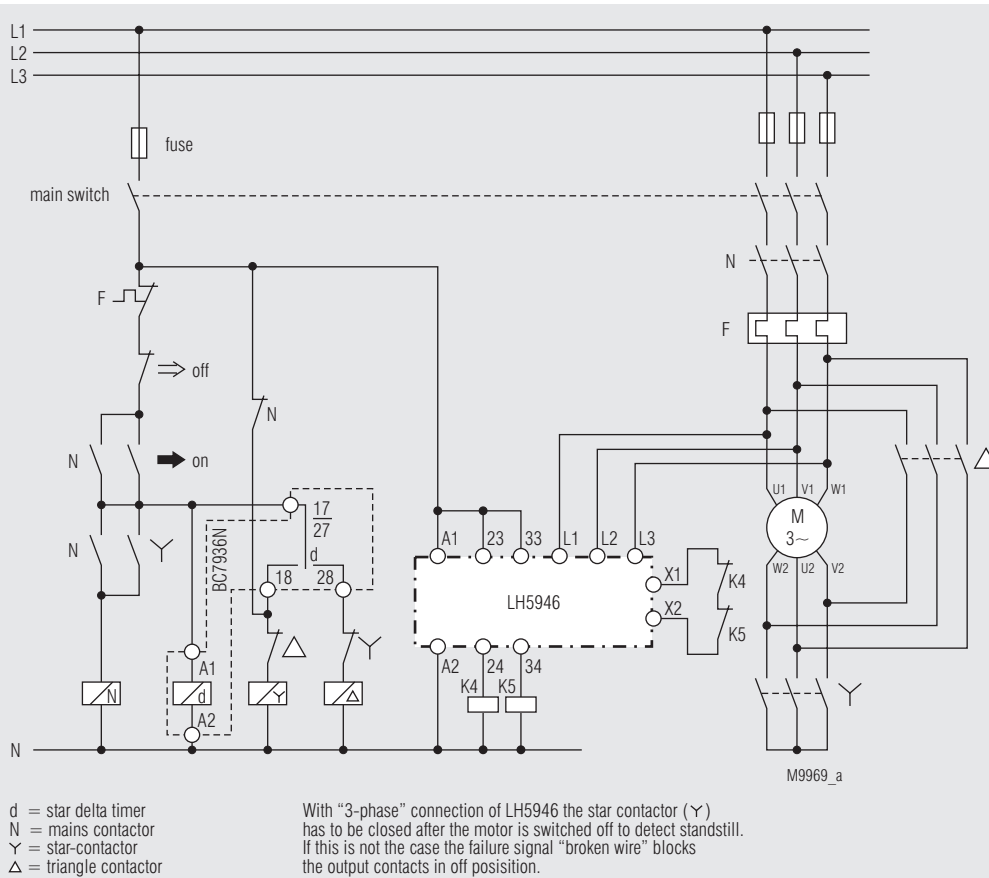 L1
L2
L3
fuse
main switch
N
F
F
off
N
N
on
17
27
d
18
28
BC7936N
N
A1
A2
N
d
Y
△
N
A1
23
33
L1
L2
L3
LH5946
X1
X2
K4
K5
A2
24
34
K4
K5
U1
V1
W1
M
3~
W2
U2
V2
△
Y
Y
△
Y
M9969_a
d = star delta timer
N = mains contactor
Y = star-contactor
△ = triangle contactor
With “3-phase” connection of LH5946 the star contactor (Y)
has to be closed after the motor is switched off to detect standstill.
If this is not the case the failure signal “broken wire” blocks
the output contacts in off posisition.